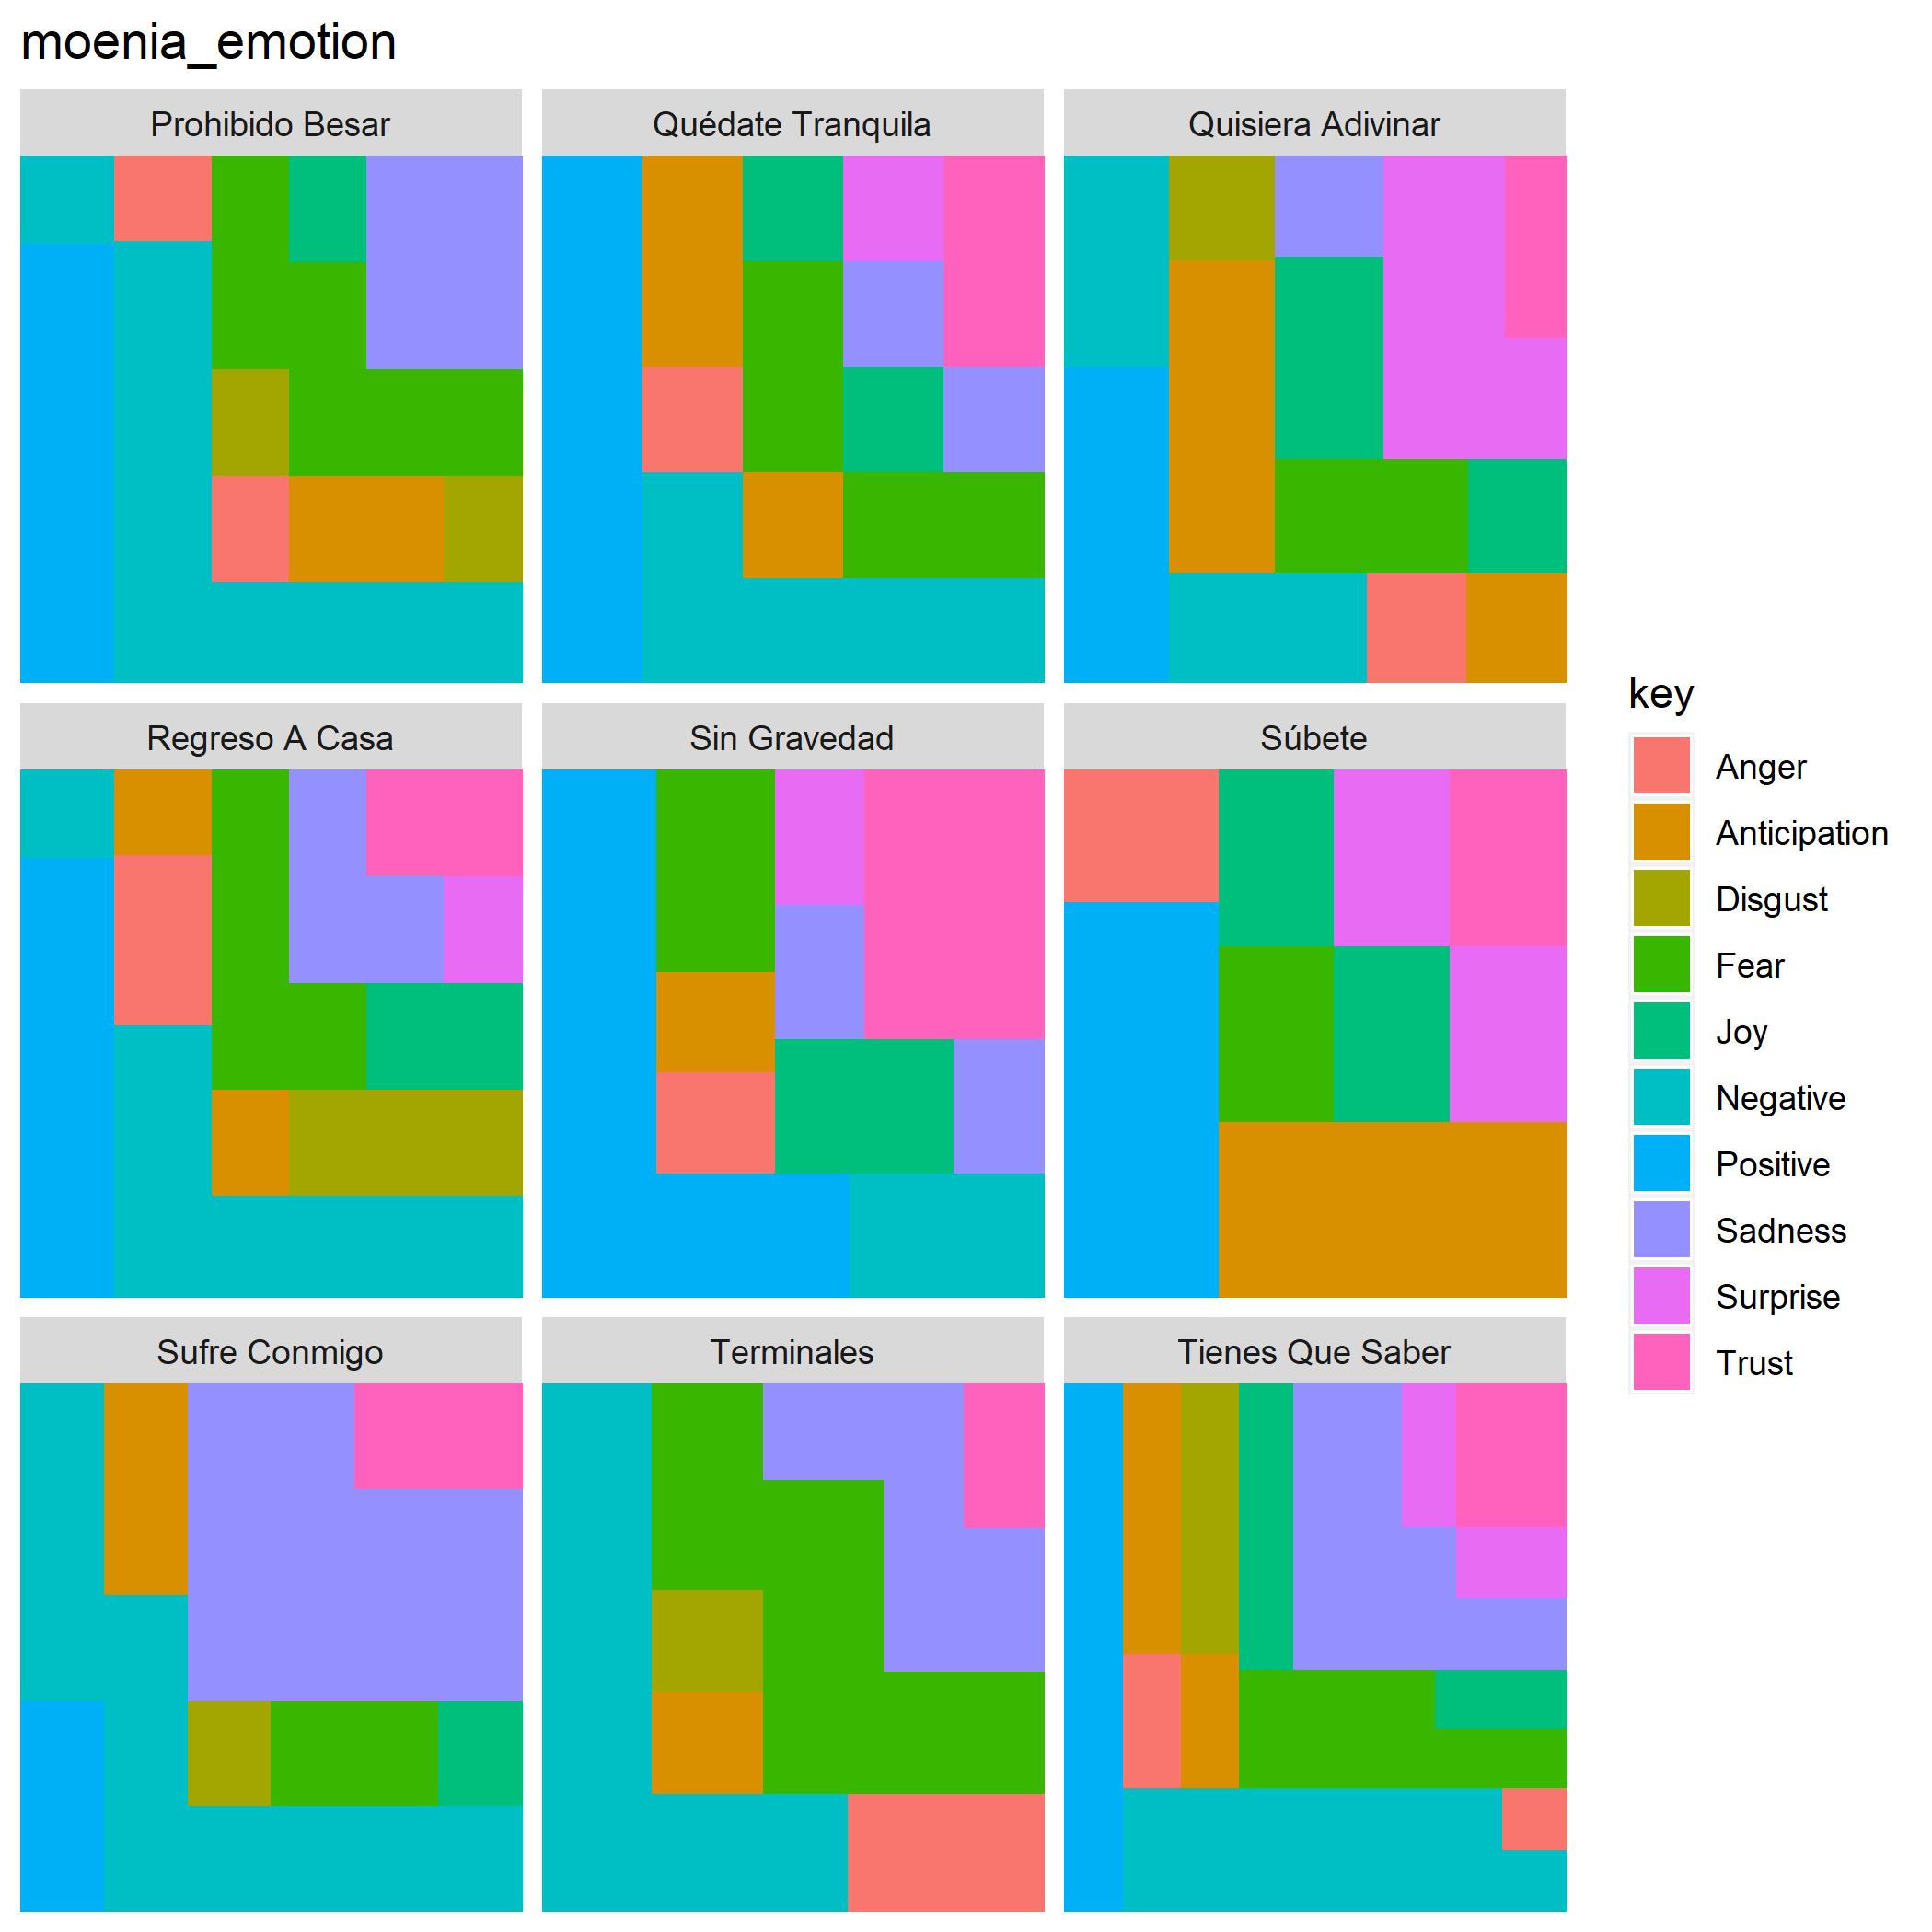 moenia_emotion
Prohibido Besar
Quédate Tranquila
Quisiera Adivinar
Regreso A Casa
Sin Gravedad
Súbete
Sufre Conmigo
Terminales
Tienes Que Saber
key
Anger
Anticipation
Disgust
Fear
Joy
Negative
Positive
Sadness
Surprise
Trust